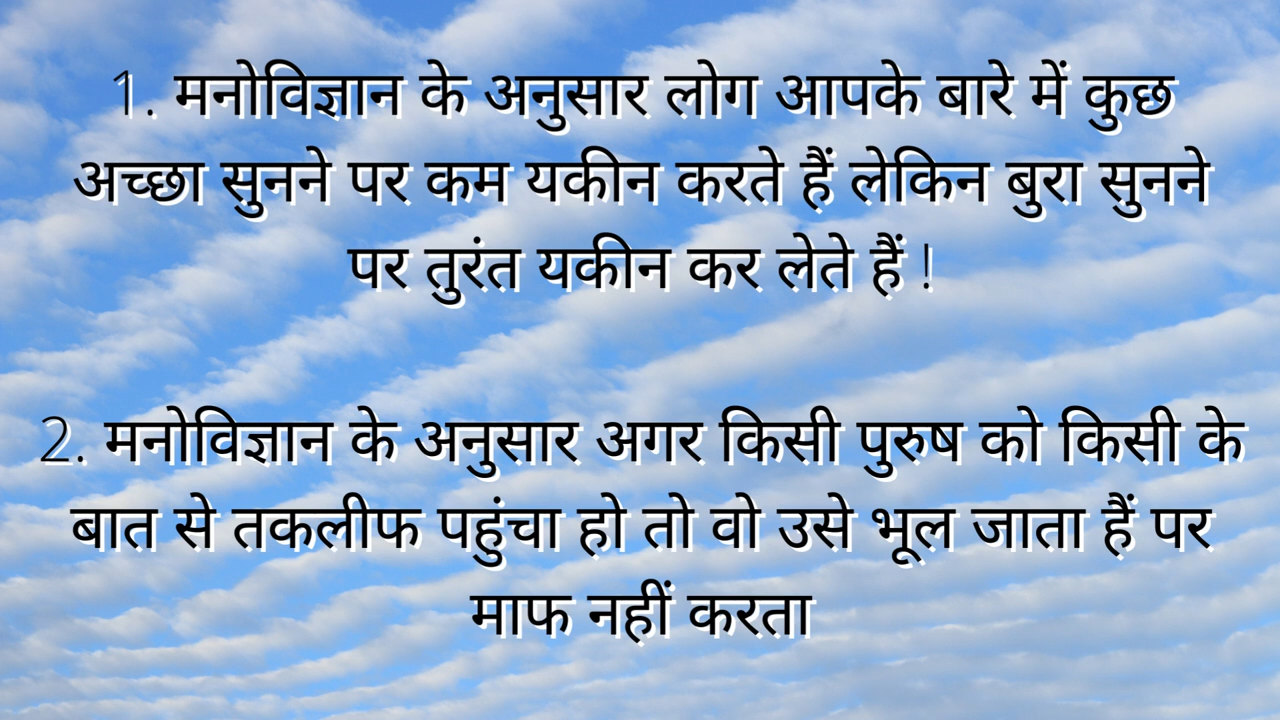 1. मनोविज्ञान के अनुसार लोग आपके बारे में कुछ
अच्छा सुनने पर कम यकीन करते हैं लेकिन बुरा सुनने
पर तुरंत यकीन कर लेते हैं !
2. मनोविज्ञान के अनुसार अगर किसी पुरुष को किसी के
बात से तकलीफ पहुंचा हो तो वो उसे भूल जाता हैं पर
माफ नहीं करता